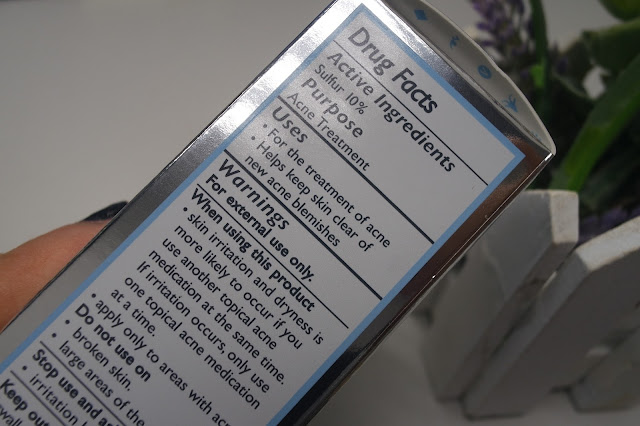 Drug Facts
Active Ingredients
Sulfur 10%
Purpose
Acne Treatment
Uses
• For the treatment of acne
• Helps keep skin clear of
new acne blemishes
Warnings
For external use only.
When using this product
• skin irritation and dryness is
more likely to occur if you
use another topical acne
medication at the same time.
If irritation occurs, only use
one topical acne medication
at a time.
• apply only to areas with
Do not use on
• broken skin.
• large areas of the
Stop use and
• irritation
Keep out